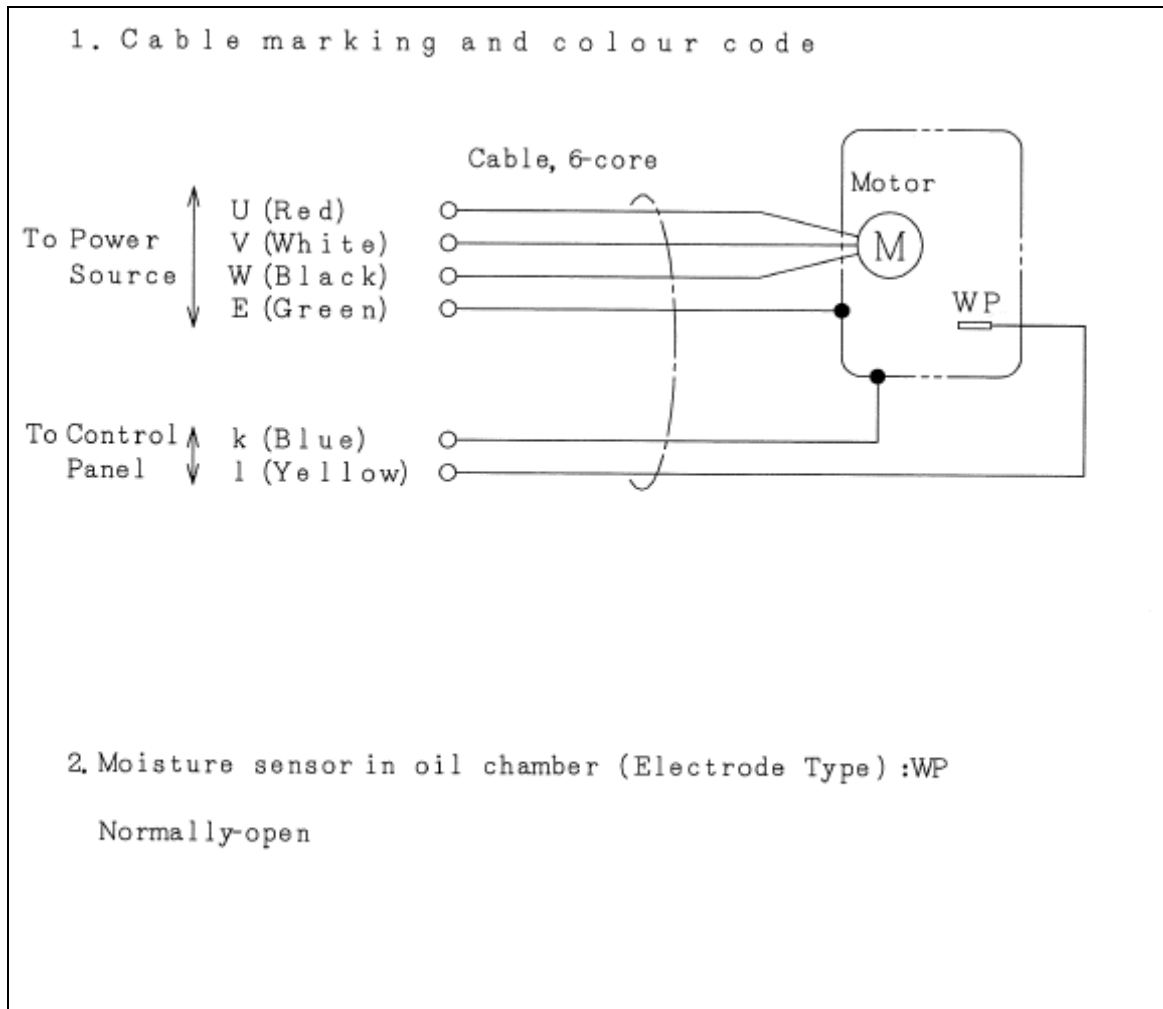 1. Cable marking and colour code
Cable, 6-core
Motor
To Power
Source
U (Red)
V (White)
W (Black)
E (Green)
M
WP
To Control
Panel
k (Blue)
l (Yellow)
2. Moisture sensor in oil chamber (Electrode Type) :WP
Normally-open